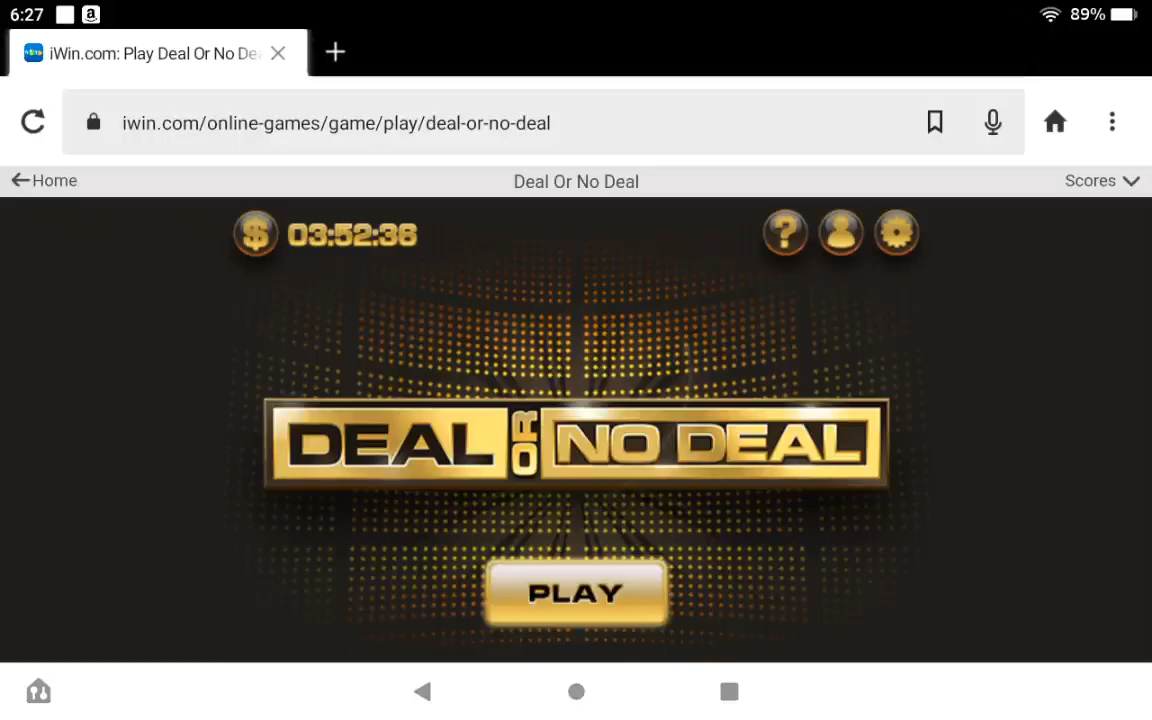 6:27
a
89%
iWin.com: Play Deal Or No De
iwin.com/online-games/game/play/deal-or-no-deal
Home
Deal Or No Deal
Scores
$ 03:52:38
?
DEAL OR NO DEAL
PLAY